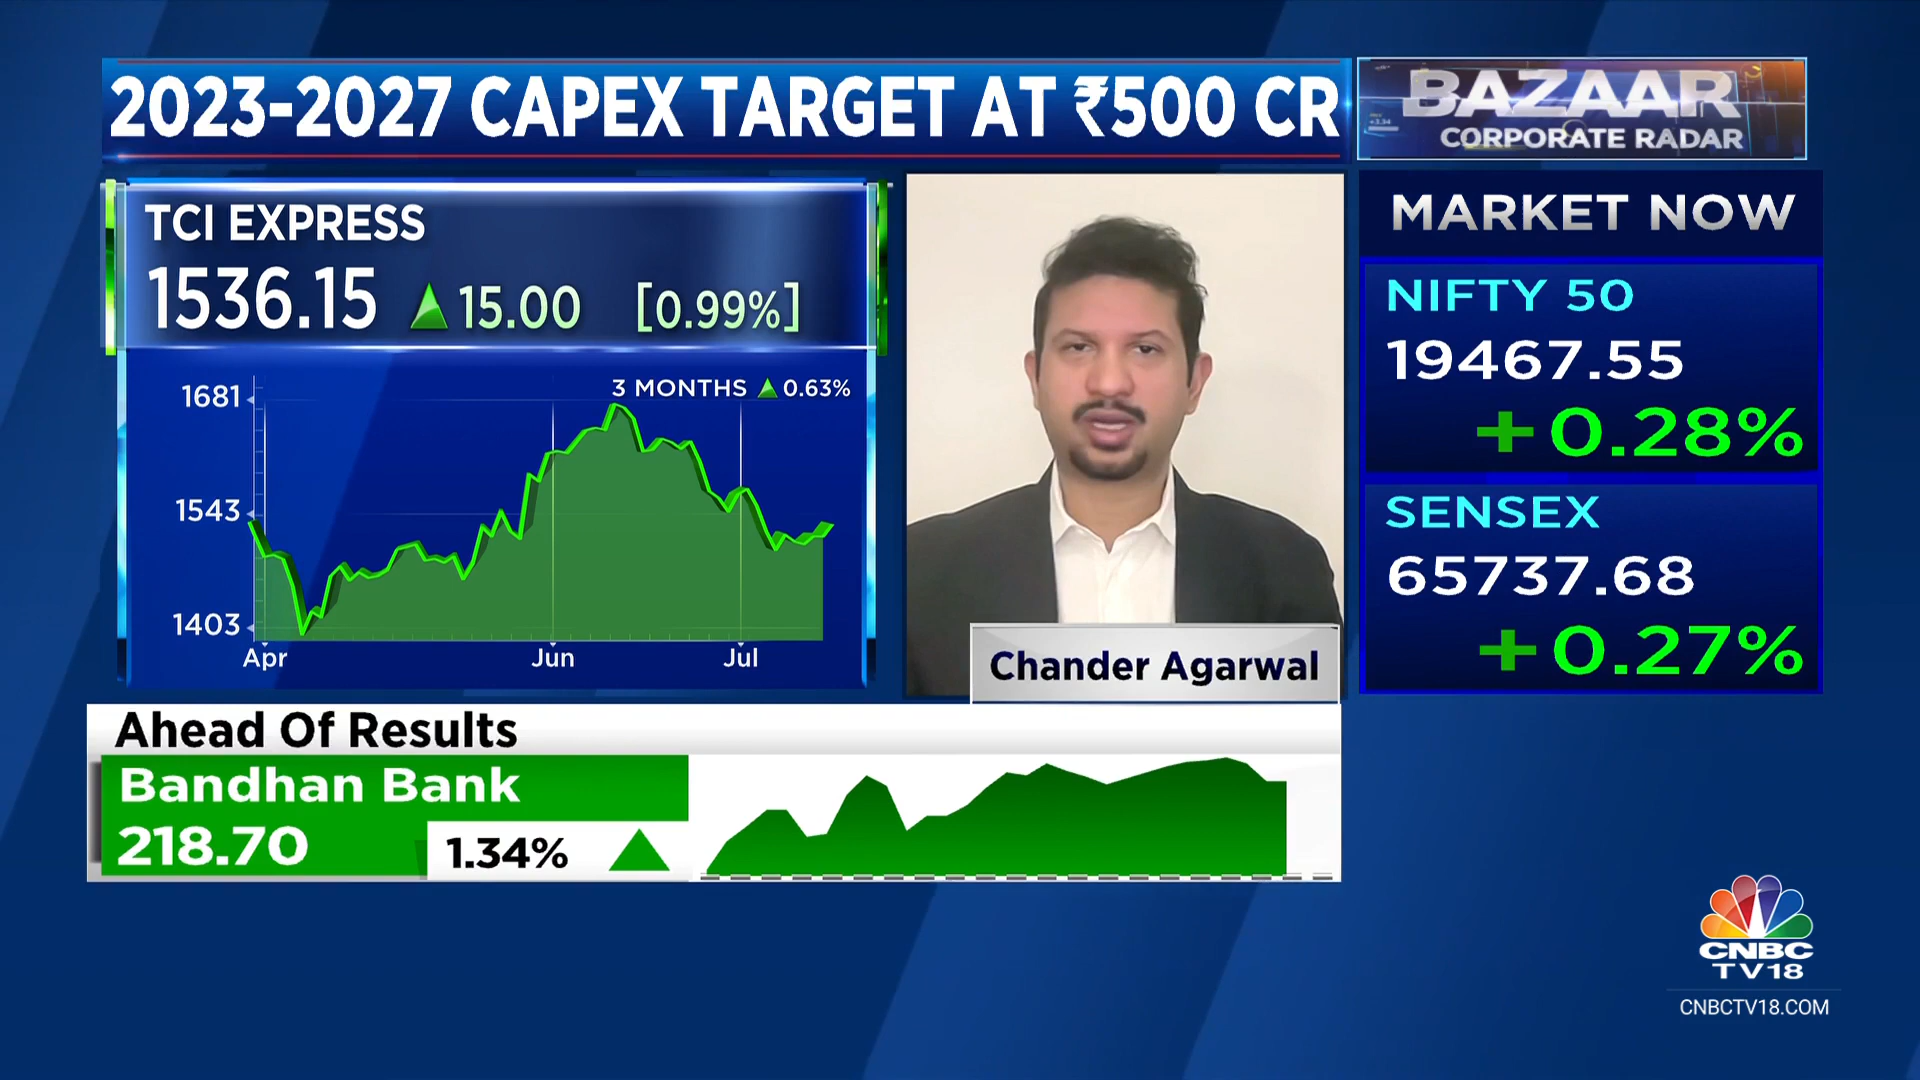 2023-2027 CAPEX TARGET AT ₹500 CR
BAZAAR
CORPORATE RADAR
TCI EXPRESS
1536.15 ▲ 15.00 [0.99%]
3 MONTHS ▲ 0.63%
1681
1543
1403
Apr Jun Jul
Chander Agarwal
MARKET NOW
NIFTY 50
19467.55
+0.28%
SENSEX
65737.68
+0.27%
Ahead Of Results
Bandhan Bank
218.70
1.34% ▲
CNBC
TV18
CNBCTV18.COM